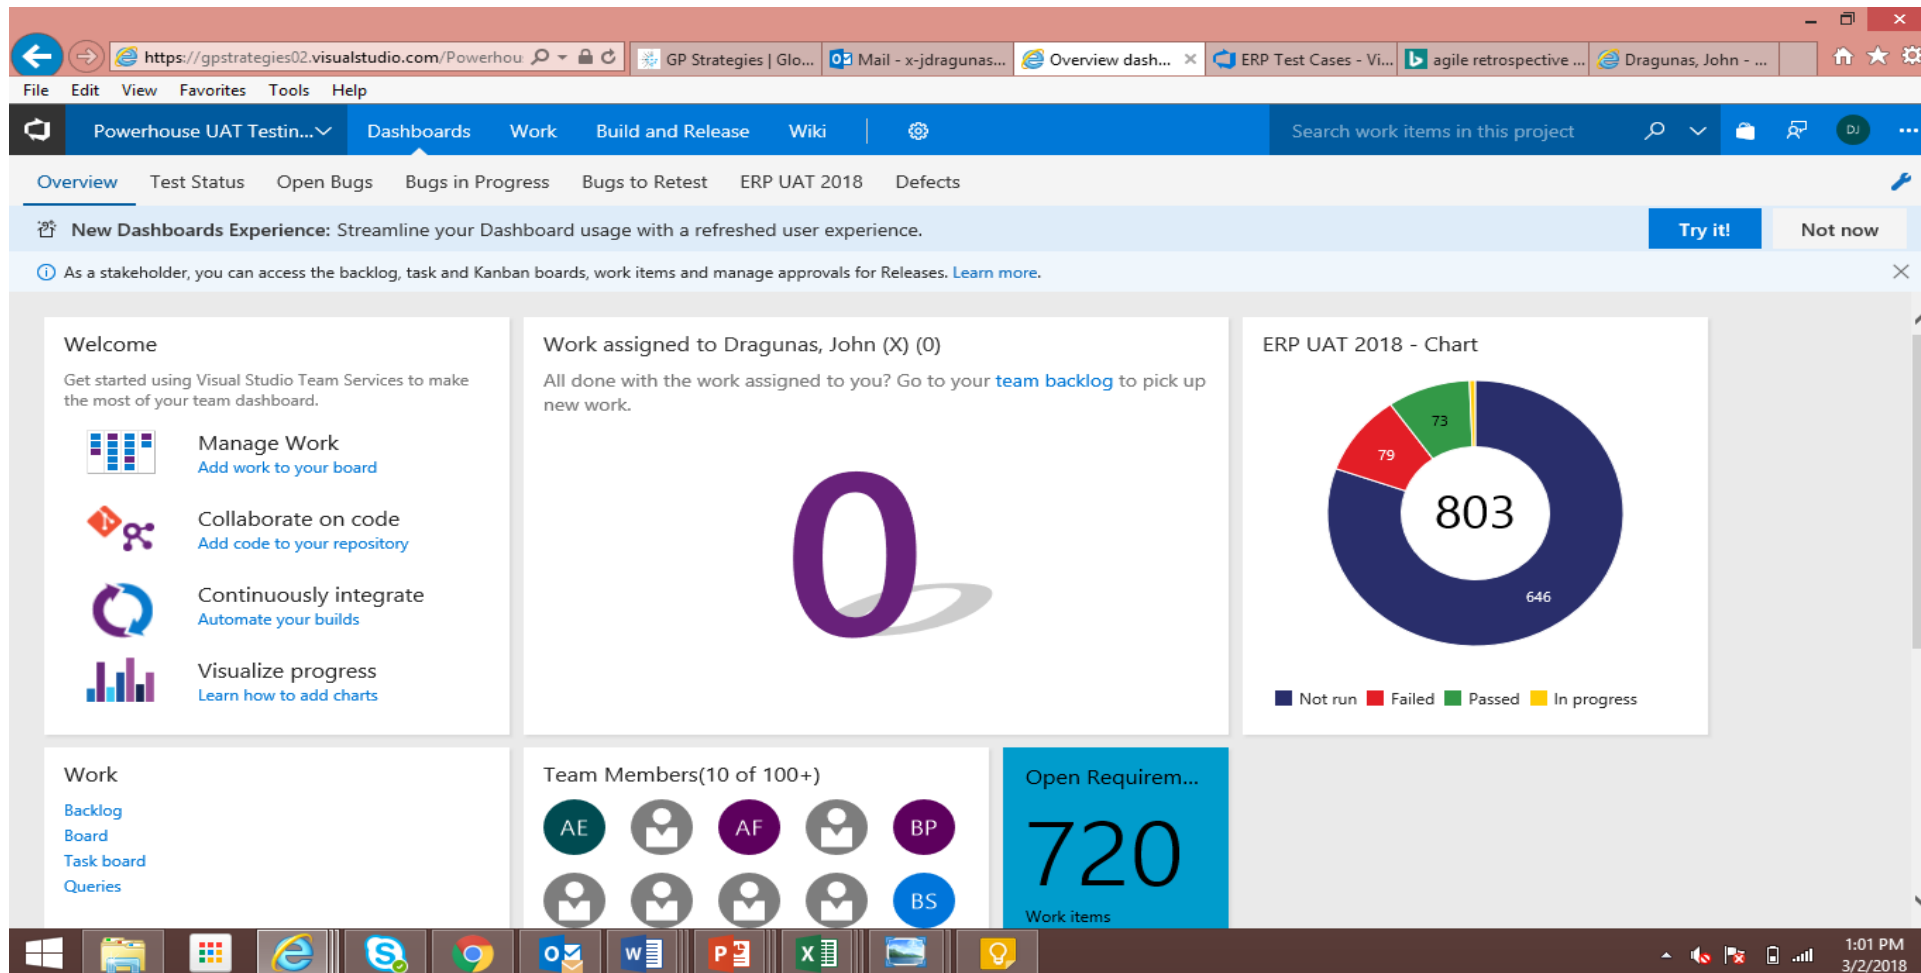 https://gpstrategies02.visualstudio.com/Powerhou
GP Strategies | Glo...
Mail - x-jdragunas...
Overview dash...
ERP Test Cases - Vi...
agile retrospective ...
Dragunas, John - ...
File Edit View Favorites Tools Help
Powerhouse UAT Testin...
Dashboards Work Build and Release Wiki
Search work items in this project
DJ
Overview Test Status Open Bugs Bugs in Progress Bugs to Retest ERP UAT 2018 Defects
New Dashboards Experience: Streamline your Dashboard usage with a refreshed user experience.
Try it! Not now
As a stakeholder, you can access the backlog, task and Kanban boards, work items and manage approvals for Releases. Learn more.
Welcome
Get started using Visual Studio Team Services to make
the most of your team dashboard.
Manage Work
Add work to your board
Collaborate on code
Add code to your repository
Continuously integrate
Automate your builds
Visualize progress
Learn how to add charts
Work assigned to Dragunas, John (X) (0)
All done with the work assigned to you? Go to your team backlog to pick up
new work.
0
ERP UAT 2018 - Chart
73
79
803
646
Not run Failed Passed In progress
Work
Backlog
Board
Task board
Queries
Team Members(10 of 100+)
AE AF BP
BS
Open Requirem...
720
Work items
1:01 PM
3/2/2018